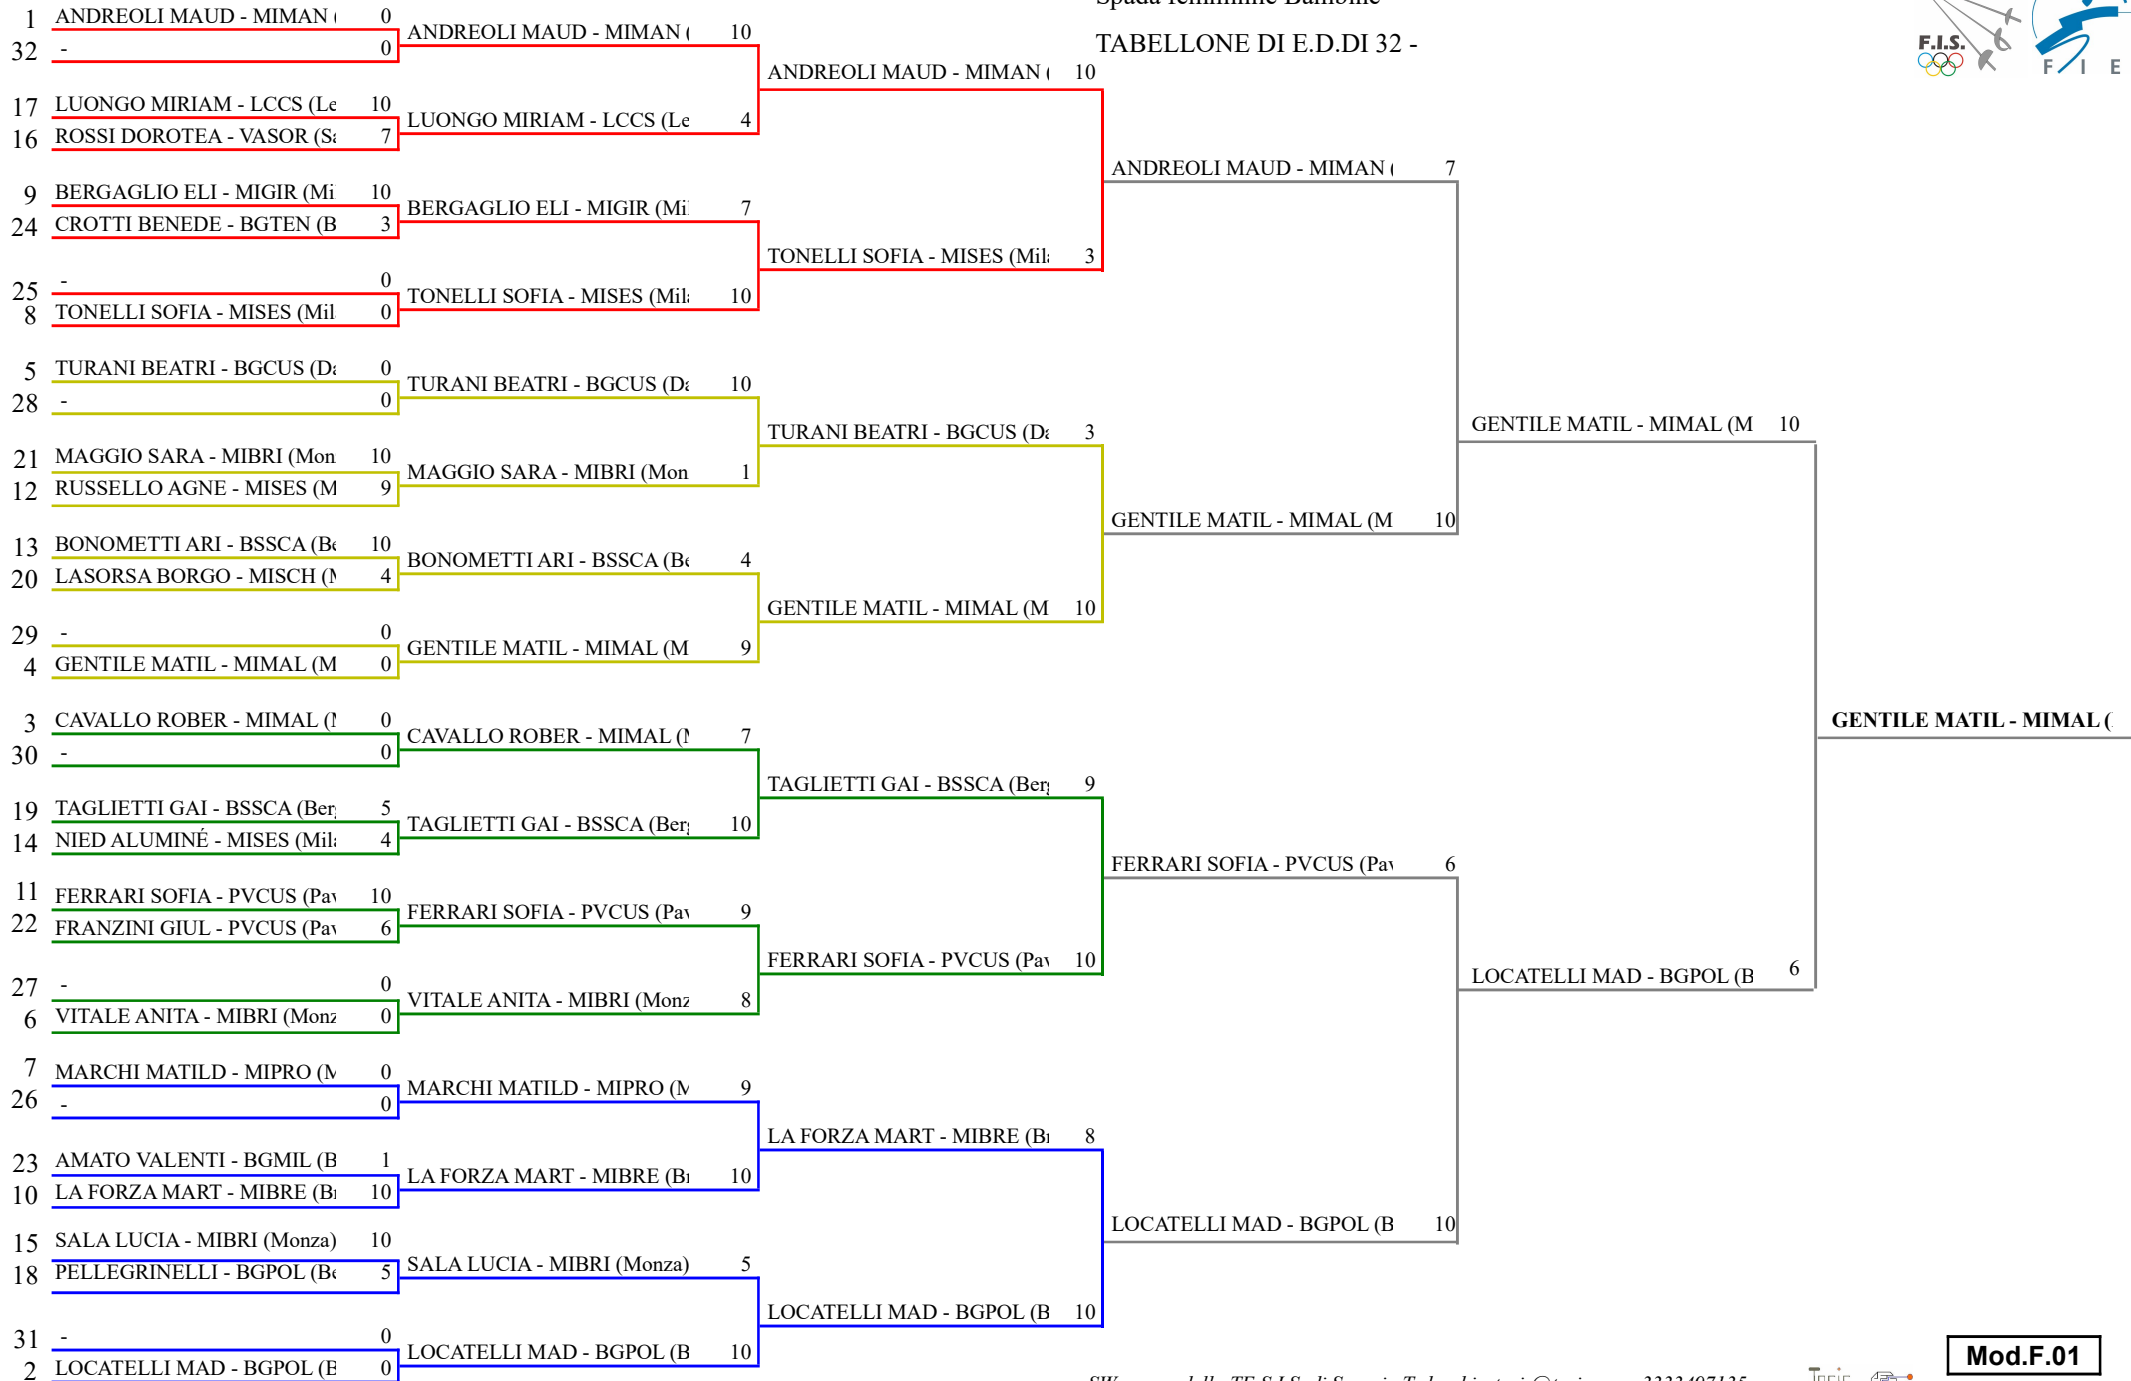 Spada femminile Bambine
TABELLONE DI E.D.DI 32 -
F.I.S.
F I E
1 ANDREOLI MAUD - MIMAN ( 0
32 - 0
17 LUONGO MIRIAM - LCCS (Le 10
16 ROSSI DOROTEA - VASOR (Sa 7
9 BERGAGLIO ELI - MIGIR (Mi 10
24 CROTTI BENEDE - BGTEN (B 3
25 - 0
8 TONELLI SOFIA - MISES (Mil 0
5 TURANI BEATRI - BGCUS (Da 0
28 - 0
21 MAGGIO SARA - MIBRI (Mon 10
12 RUSSELLO AGNE - MISES (M 9
13 BONOMETTI ARI - BSSCA (Be 10
20 LASORSA BORGO - MISCH (M 4
29 - 0
4 GENTILE MATIL - MIMAL (M 0
3 CAVALLO ROBER - MIMAL (M 0
30 - 0
19 TAGLIETTI GAI - BSSCA (Berg 5
14 NIED ALUMINÉ - MISES (Mila 4
11 FERRARI SOFIA - PVCUS (Pav 10
22 FRANZINI GIUL - PVCUS (Pav 6
27 - 0
6 VITALE ANITA - MIBRI (Monz 0
7 MARCHI MATILD - MIPRO (M 0
26 - 0
23 AMATO VALENTI - BGMIL (B 1
10 LA FORZA MART - MIBRE (Br 10
15 SALA LUCIA - MIBRI (Monza) 10
18 PELLEGRINELLI - BGPOL (Be 5
31 - 0
2 LOCATELLI MAD - BGPOL (B 0
ANDREOLI MAUD - MIMAN ( 10
LUONGO MIRIAM - LCCS (Le 4
BERGAGLIO ELI - MIGIR (Mi 7
TONELLI SOFIA - MISES (Mila 10
TURANI BEATRI - BGCUS (Da 10
MAGGIO SARA - MIBRI (Mon 1
BONOMETTI ARI - BSSCA (Be 4
GENTILE MATIL - MIMAL (M 9
CAVALLO ROBER - MIMAL (M 7
TAGLIETTI GAI - BSSCA (Berg 10
FERRARI SOFIA - PVCUS (Pav 9
VITALE ANITA - MIBRI (Monz 8
MARCHI MATILD - MIPRO (M 9
LA FORZA MART - MIBRE (Br 10
SALA LUCIA - MIBRI (Monza) 5
LOCATELLI MAD - BGPOL (B 10
ANDREOLI MAUD - MIMAN ( 10
TONELLI SOFIA - MISES (Mila 3
TURANI BEATRI - BGCUS (Da 3
GENTILE MATIL - MIMAL (M 10
TAGLIETTI GAI - BSSCA (Berg 9
FERRARI SOFIA - PVCUS (Pav 10
LA FORZA MART - MIBRE (Br 8
LOCATELLI MAD - BGPOL (B 10
ANDREOLI MAUD - MIMAN ( 7
GENTILE MATIL - MIMAL (M 10
FERRARI SOFIA - PVCUS (Pav 6
LOCATELLI MAD - BGPOL (B 10
GENTILE MATIL - MIMAL (M 10
LOCATELLI MAD - BGPOL (B 6
GENTILE MATIL - MIMAL (
Mod.F.01